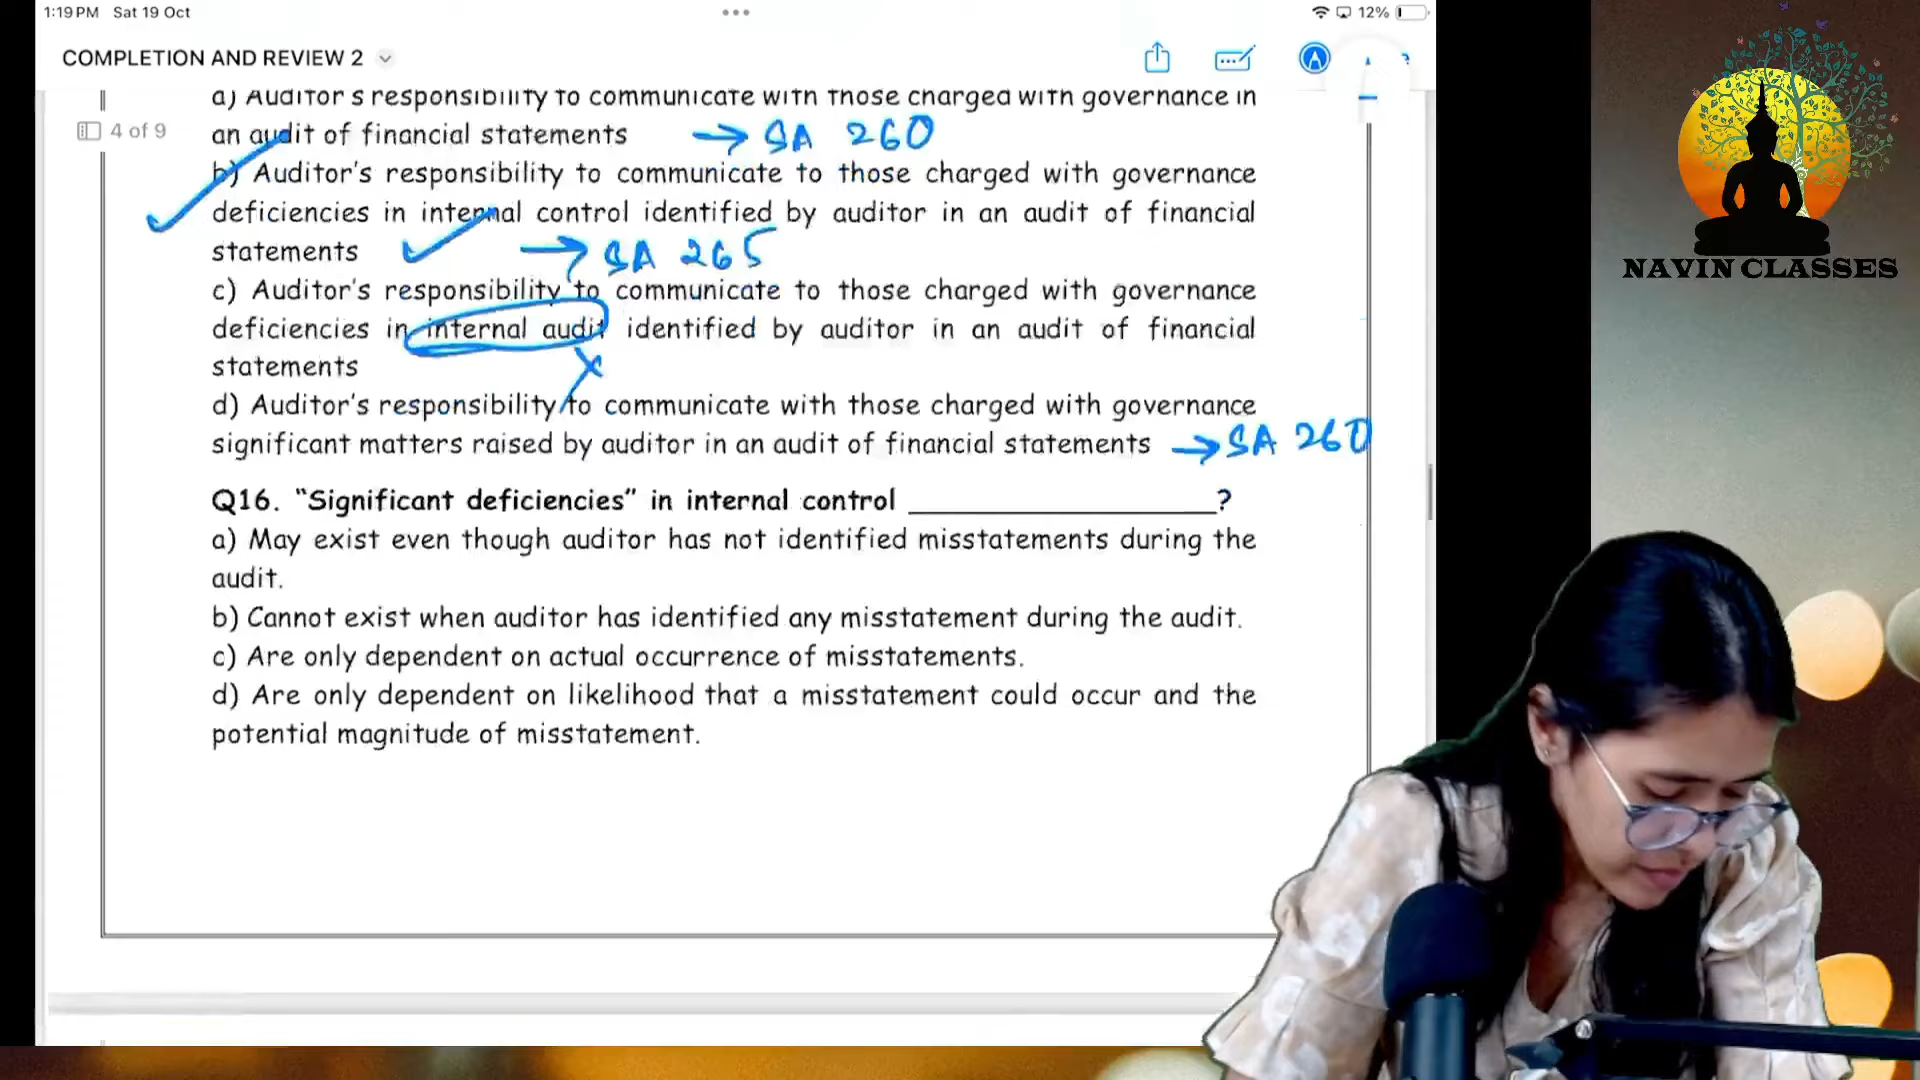 1:19 PM Sat 19 Oct
12%
COMPLETION AND REVIEW 2
4 of 9
a) Auditor's responsibility to communicate with those charged with governance in
an audit of financial statements → SA 260
b) Auditor's responsibility to communicate to those charged with governance
deficiencies in internal control identified by auditor in an audit of financial
statements → SA 265
c) Auditor's responsibility to communicate to those charged with governance
deficiencies in internal audit identified by auditor in an audit of financial
statements
d) Auditor's responsibility to communicate with those charged with governance
significant matters raised by auditor in an audit of financial statements → SA 260
Q16. "Significant deficiencies" in internal control ____________________?
a) May exist even though auditor has not identified misstatements during the
audit.
b) Cannot exist when auditor has identified any misstatement during the audit.
c) Are only dependent on actual occurrence of misstatements.
d) Are only dependent on likelihood that a misstatement could occur and the
potential magnitude of misstatement.
NAVIN CLASSES